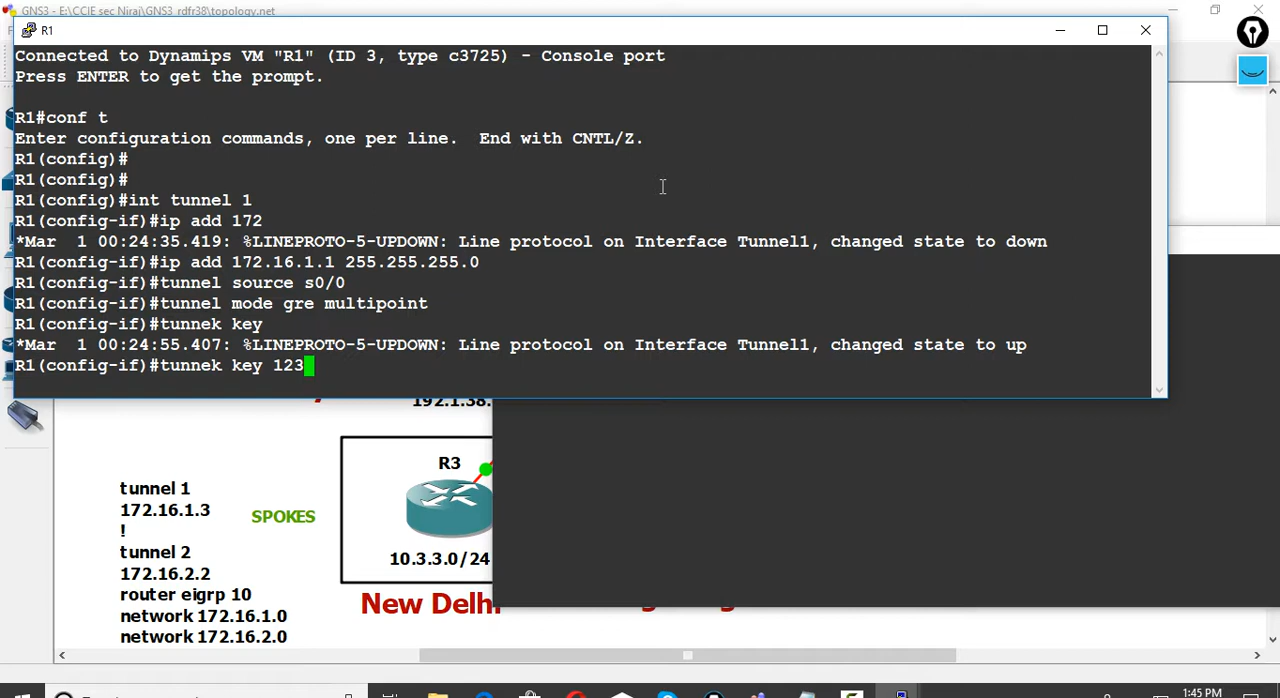 GNS3 - E:\CCIE sec Niraj\GNS3 rdfr38\topology.net
R1
Connected to Dynamips VM "R1" (ID 3, type c3725) - Console port
Press ENTER to get the prompt.
R1#conf t
Enter configuration commands, one per line.  End with CNTL/Z.
R1(config)#
R1(config)#
R1(config)#int tunnel 1
R1(config-if)#ip add 172
*Mar  1 00:24:35.419: %LINEPROTO-5-UPDOWN: Line protocol on Interface Tunnel1, changed state to down
R1(config-if)#ip add 172.16.1.1 255.255.255.0
R1(config-if)#tunnel source s0/0
R1(config-if)#tunnel mode gre multipoint
R1(config-if)#tunnek key
*Mar  1 00:24:55.407: %LINEPROTO-5-UPDOWN: Line protocol on Interface Tunnel1, changed state to up
R1(config-if)#tunnek key 123
192.1.38.
R3
10.3.3.0/24
tunnel 1
172.16.1.3
!
tunnel 2
172.16.2.2
router eigrp 10
network 172.16.1.0
network 172.16.2.0
SPOKES
New Delhi
1:45 PM